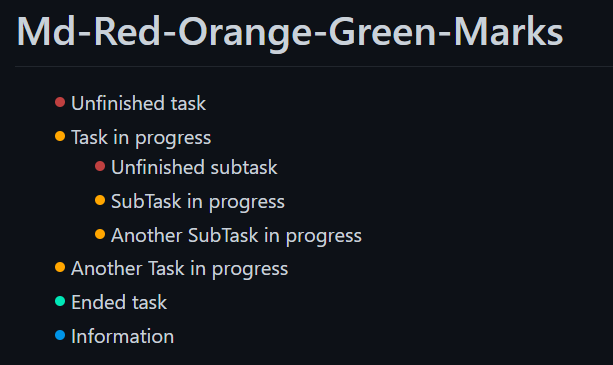 Md-Red-Orange-Green-Marks
Unfinished task
Task in progress
Unfinished subtask
SubTask in progress
Another SubTask in progress
Another Task in progress
Ended task
Information